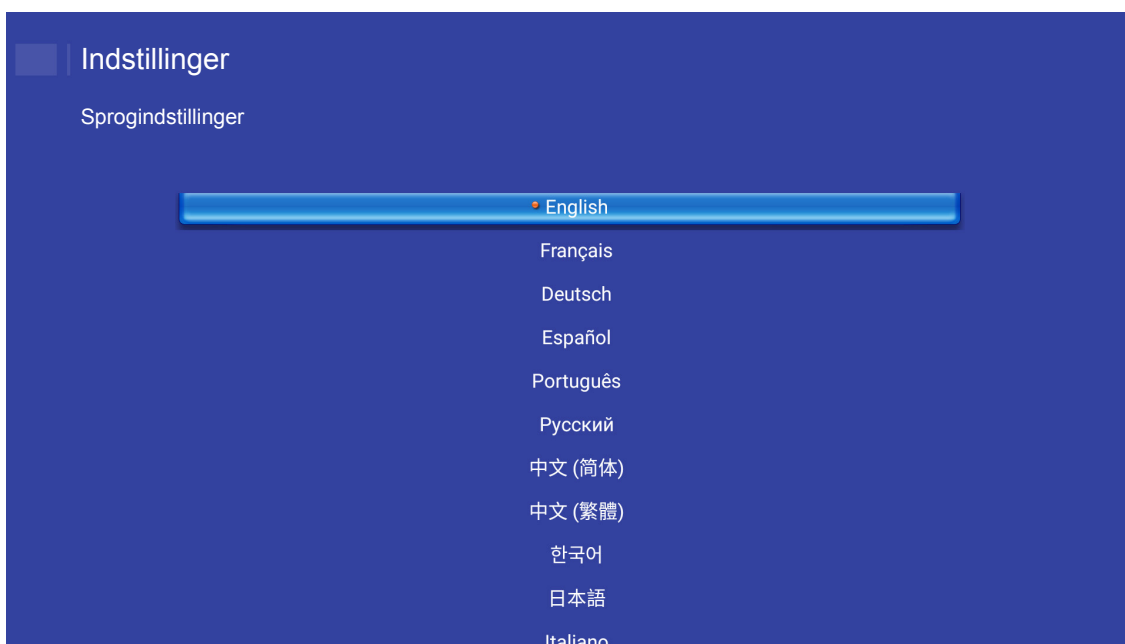 Indstillinger
Sprogindstillinger
English
Français
Deutsch
Español
Português
Русский
中文 (简体)
中文 (繁體)
한국어
日本語
Italiano